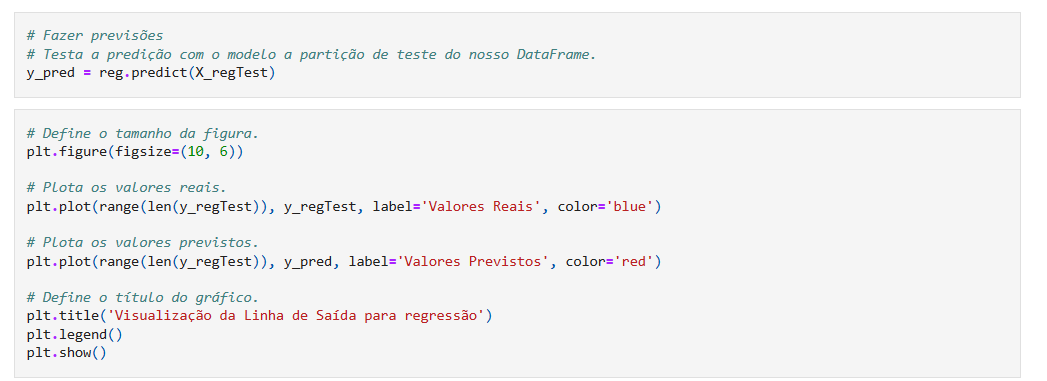 # Fazer previsões
# Testa a predição com o modelo a partição de teste do nosso DataFrame.
y_pred = reg.predict(X_regTest)
# Define o tamanho da figura.
plt.figure(figsize=(10, 6))
# Plota os valores reais.
plt.plot(range(len(y_regTest)), y_regTest, label='Valores Reais', color='blue')
# Plota os valores previstos.
plt.plot(range(len(y_regTest)), y_pred, label='Valores Previstos', color='red')
# Define o título do gráfico.
plt.title('Visualização da Linha de Saída para regressão')
plt.legend()
plt.show()